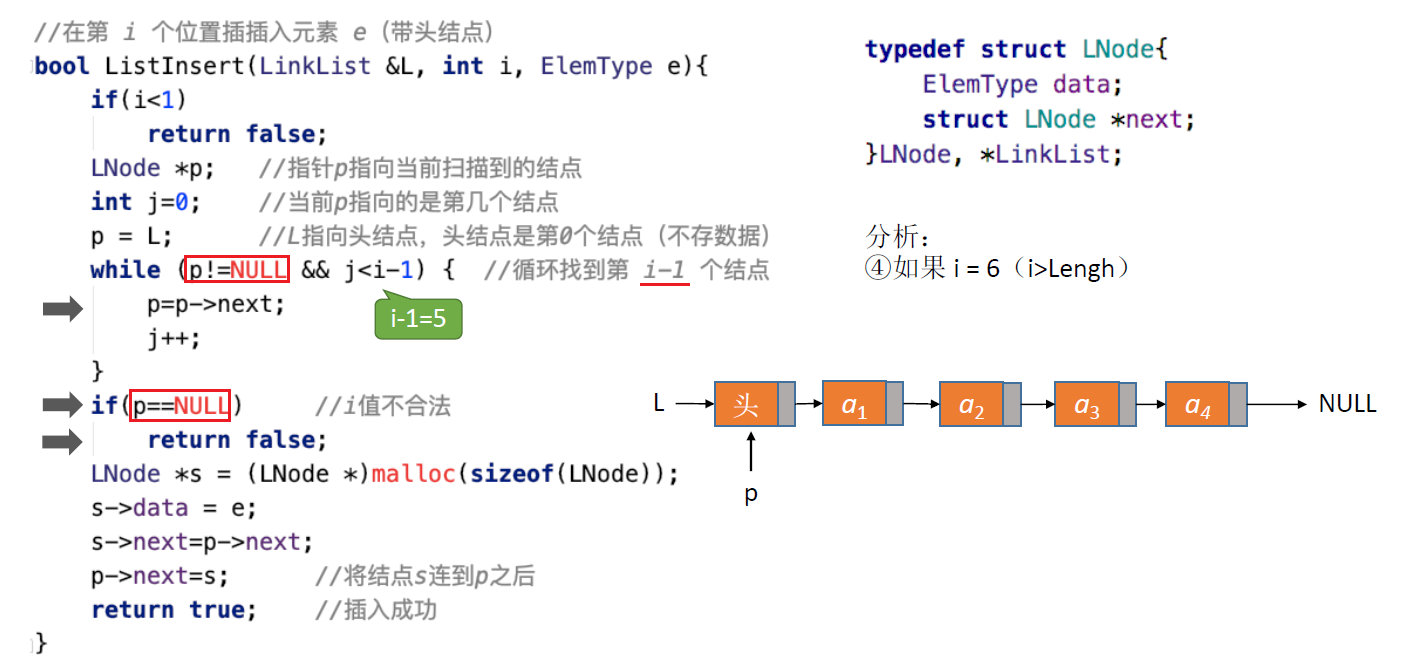 //在第 i 个位置插插入元素 e（带头结点）
bool ListInsert(LinkList &L, int i, ElemType e){
if(i<1)
return false;
LNode *p; //指针p指向当前扫描到的结点
int j=0; //当前p指向的是第几个结点
p = L; //L指向头结点，头结点是第0个结点（不存数据）
while (p!=NULL && j<i-1) { //循环找到第 i-1 个结点
p=p->next;
i-1=5
j++;
}
if(p==NULL) //i值不合法
return false;
LNode *s = (LNode *)malloc(sizeof(LNode));
s->data = e;
s->next=p->next;
p->next=s; //将结点s连到p之后
return true; //插入成功
}
typedef struct LNode{
ElemType data;
struct LNode *next;
}LNode, *LinkList;
分析：
④如果 i = 6（i>Lengh）
L 头 a1 a2 a3 a4 NULL
p